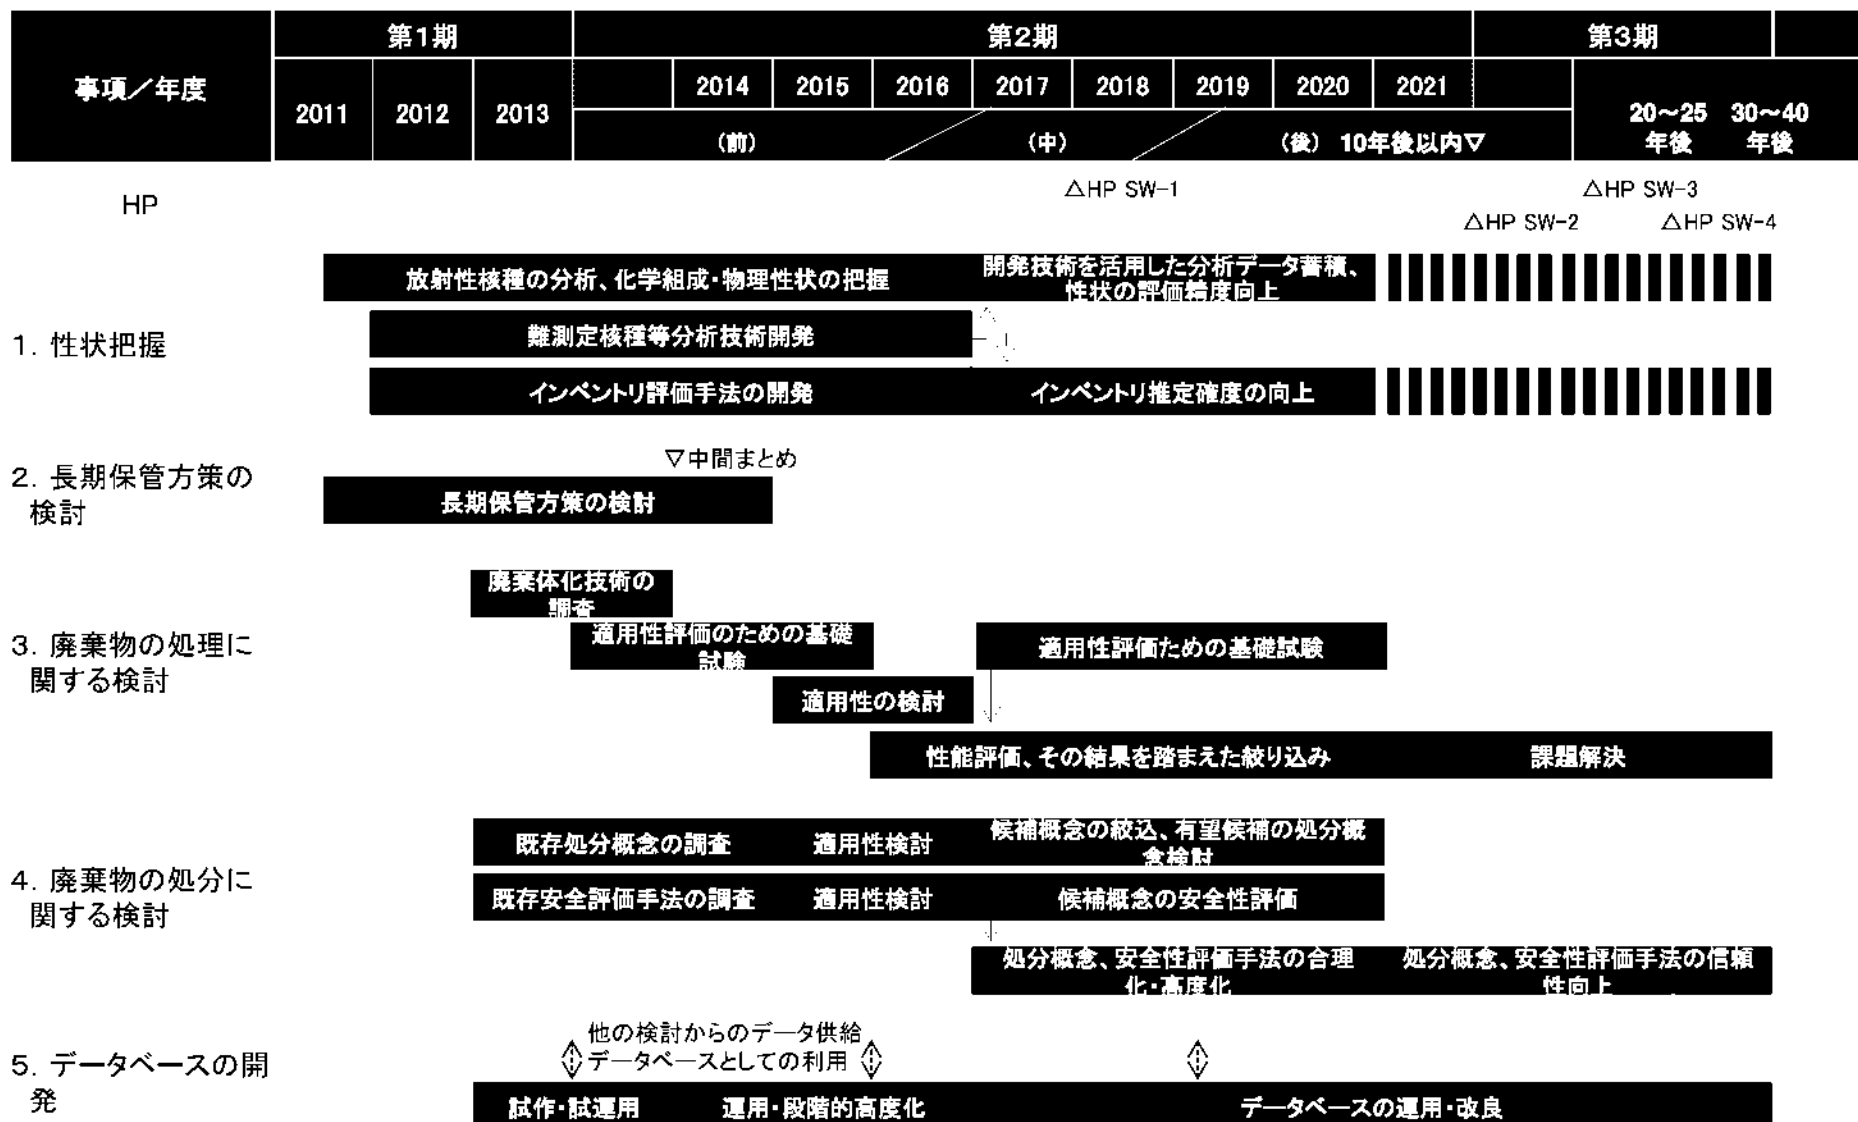 事項／年度
第1期
第2期
第3期
2011
2012
2013
2014
2015
2016
2017
2018
2019
2020
2021
(前)
(中)
(後) 10年後以内▽
20～25
年後
30～40
年後
HP
△HP SW-1
△HP SW-2
△HP SW-3
△HP SW-4
1. 性状把握
放射性核種の分析、化学組成・物理性状の把握
開発技術を活用した分析データ蓄積、
性状の評価精度向上
難測定核種等分析技術開発
インベントリ評価手法の開発
インベントリ推定確度の向上
2. 長期保管方策の
検討
▽中間まとめ
長期保管方策の検討
3. 廃棄物の処理に
関する検討
廃棄体化技術の
調査
適用性評価のための基礎
試験
適用性評価ための基礎試験
適用性の検討
性能評価、その結果を踏まえた絞り込み
課題解決
4. 廃棄物の処分に
関する検討
既存処分概念の調査
適用性検討
候補概念の絞込、有望候補の処分概
念検討
既存安全評価手法の調査
適用性検討
候補概念の安全性評価
処分概念、安全性評価手法の合理
化・高度化
処分概念、安全性評価手法の信頼
性向上
5. データベースの開
発
他の検討からのデータ供給
データベースとしての利用
試作・試運用
運用・段階的高度化
データベースの運用・改良